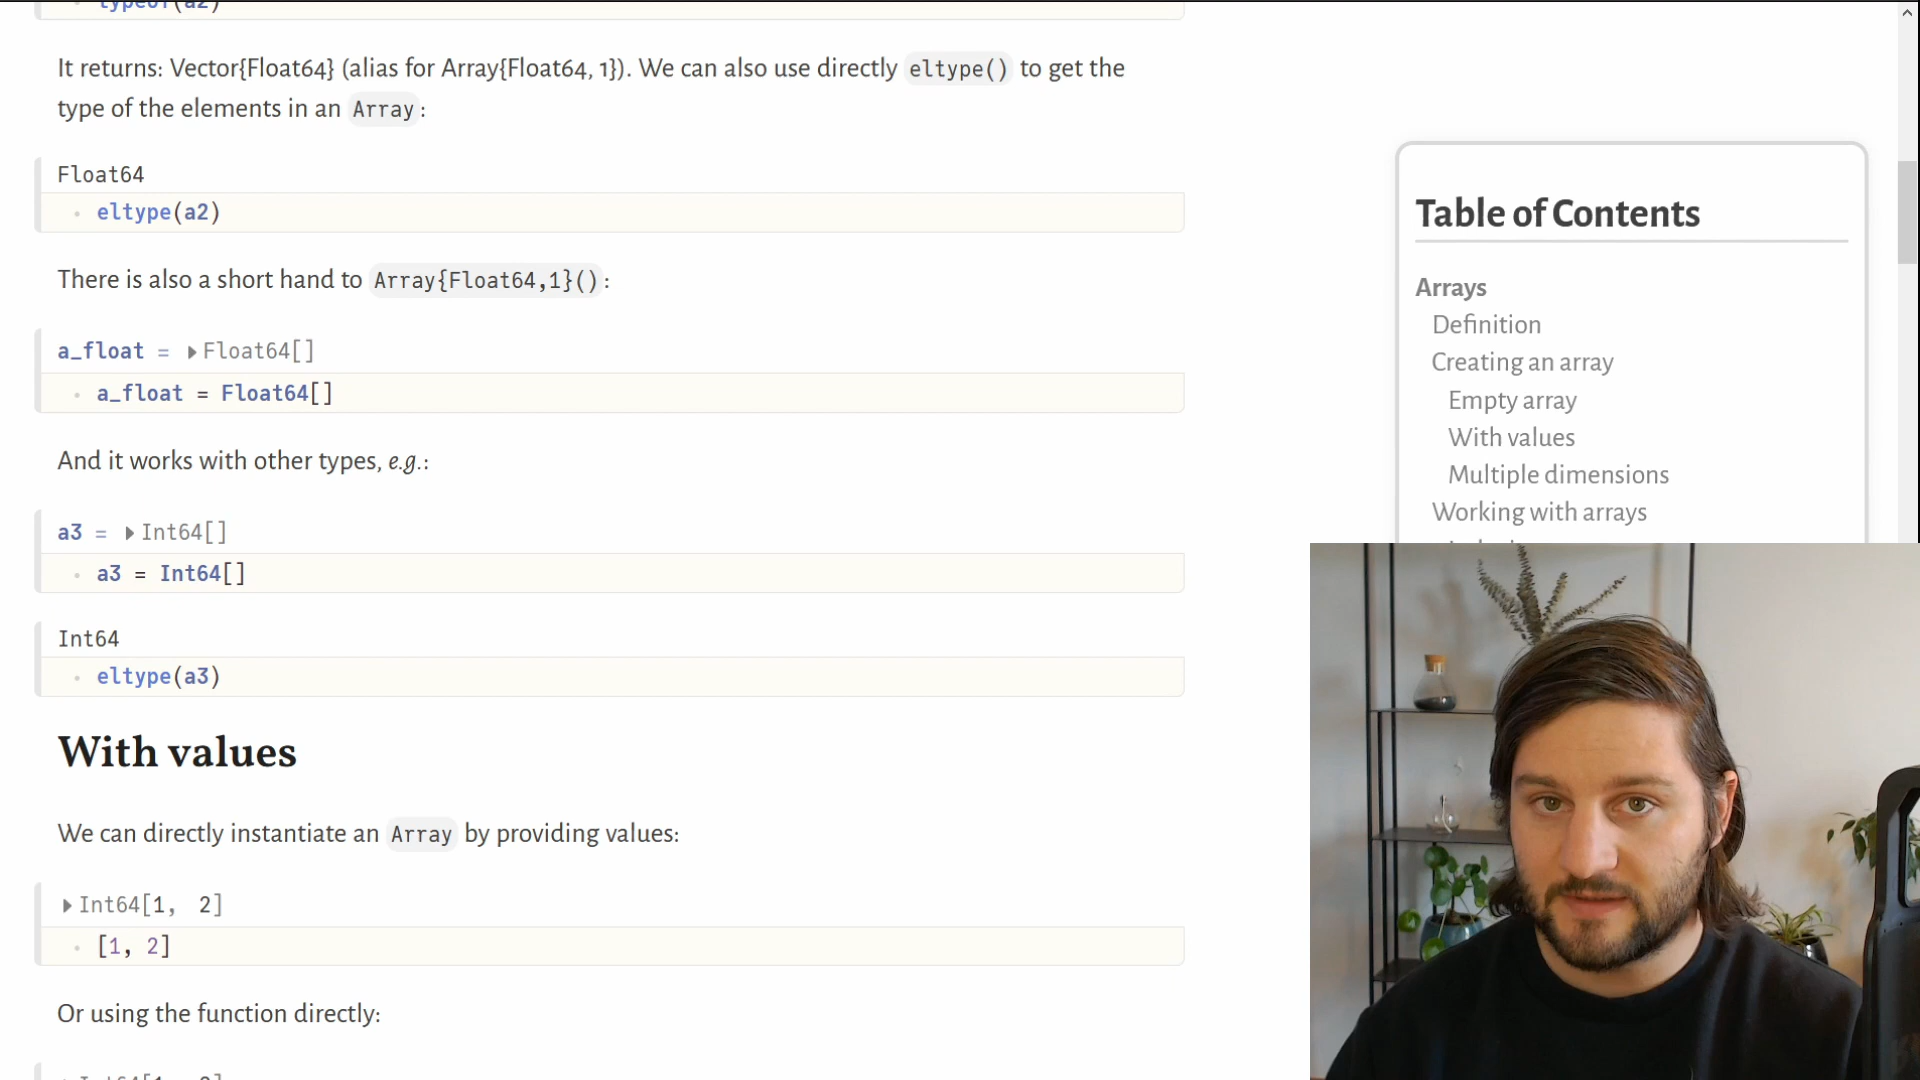 typeof(a2)
It returns: Vector{Float64} (alias for Array{Float64, 1}). We can also use directly eltype() to get the
type of the elements in an Array:
Float64
eltype(a2)
There is also a short hand to Array{Float64,1}():
a_float = Float64[]
a_float = Float64[]
And it works with other types, e.g.:
a3 = Int64[]
a3 = Int64[]
Int64
eltype(a3)
With values
We can directly instantiate an Array by providing values:
Int64[1, 2]
[1, 2]
Or using the function directly:
Table of Contents
Arrays
Definition
Creating an array
Empty array
With values
Multiple dimensions
Working with arrays